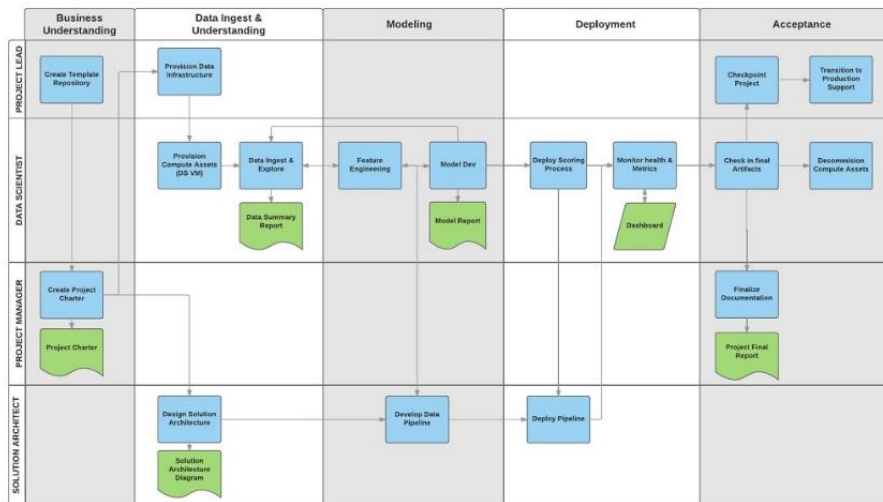 Business
Understanding
Data Ingest &
Understanding
Modeling
Deployment
Acceptance
PROJECT LEAD
Create Template
Repository
Provision Data
Infrastructure
Checkpoint
Project
Transition to
Production
Support
DATA SCIENTIST
Provision
Compute Assets
(DS VM)
Data Ingest &
Explore
Feature
Engineering
Model Dev
Deploy Scoring
Process
Monitor health &
Metrics
Check in final
Artifacts
Decommision
Compute Assets
Data Summary
Report
Model Report
Dashboard
PROJECT MANAGER
Create Project
Charter
Finalize
Documentation
Project Charter
Project Final
Report
SOLUTION ARCHITECT
Design Solution
Architecture
Develop Data
Pipeline
Deploy Pipeline
Solution
Architecture
Diagram